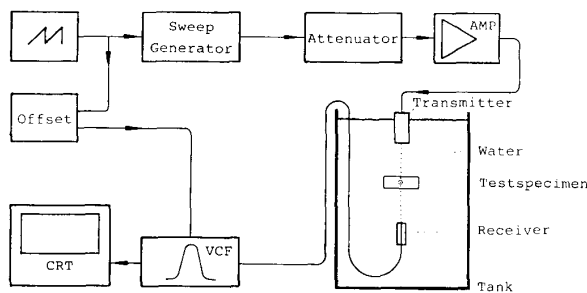 Sweep
Generator
Attenuator
AMP
Transmitter
Offset
Water
Testspecimen
VCF
Receiver
CRT
Tank